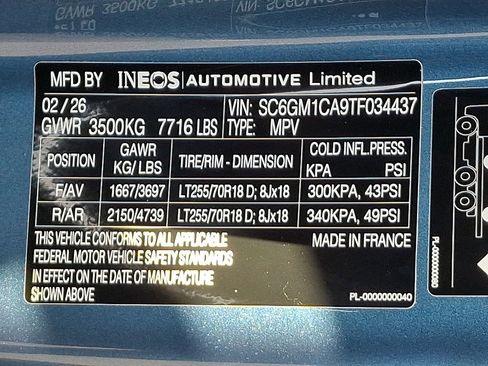 MFD BY INEOS AUTOMOTIVE Limited
02 / 26 VIN: SC6GM1CA9TF034437
GVWR 3500KG 7716 LBS TYPE: MPV
POSITION GAWR KG/ LBS TIRE/RIM - DIMENSION COLD INFL.PRESS. KPA PSI
F/AV 1667/3697 LT255/70R18 D; 8Jx18 300KPA, 43PSI
R/AR 2150/4739 LT255/70R18 D; 8Jx18 340KPA, 49PSI
THIS VEHICLE CONFORMS TO ALL APPLICABLE MADE IN FRANCE
FEDERAL MOTOR VEHICLE SAFETY STANDARDS
IN EFFECT ON THE DATE OF MANUFACTURE
SHOWN ABOVE PL-0000000040